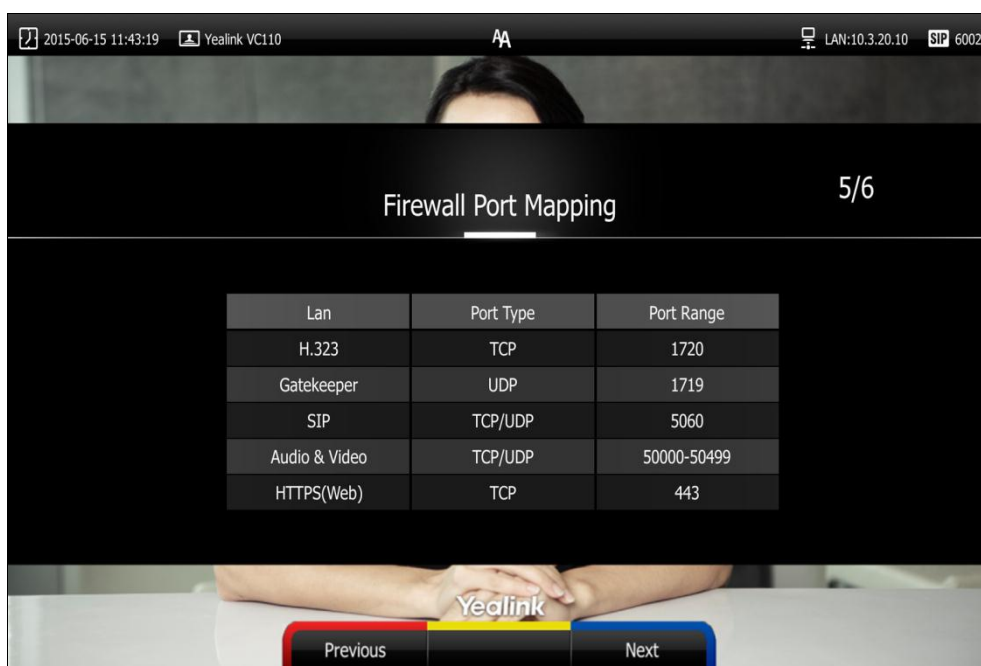 2015-06-15 11:43:19 Yealink VC110 AA LAN:10.3.20.10 SIP 6002
5/6
Firewall Port Mapping
Lan Port Type Port Range
H.323 TCP 1720
Gatekeeper UDP 1719
SIP TCP/UDP 5060
Audio & Video TCP/UDP 50000-50499
HTTPS(Web) TCP 443
Yealink
Previous Next